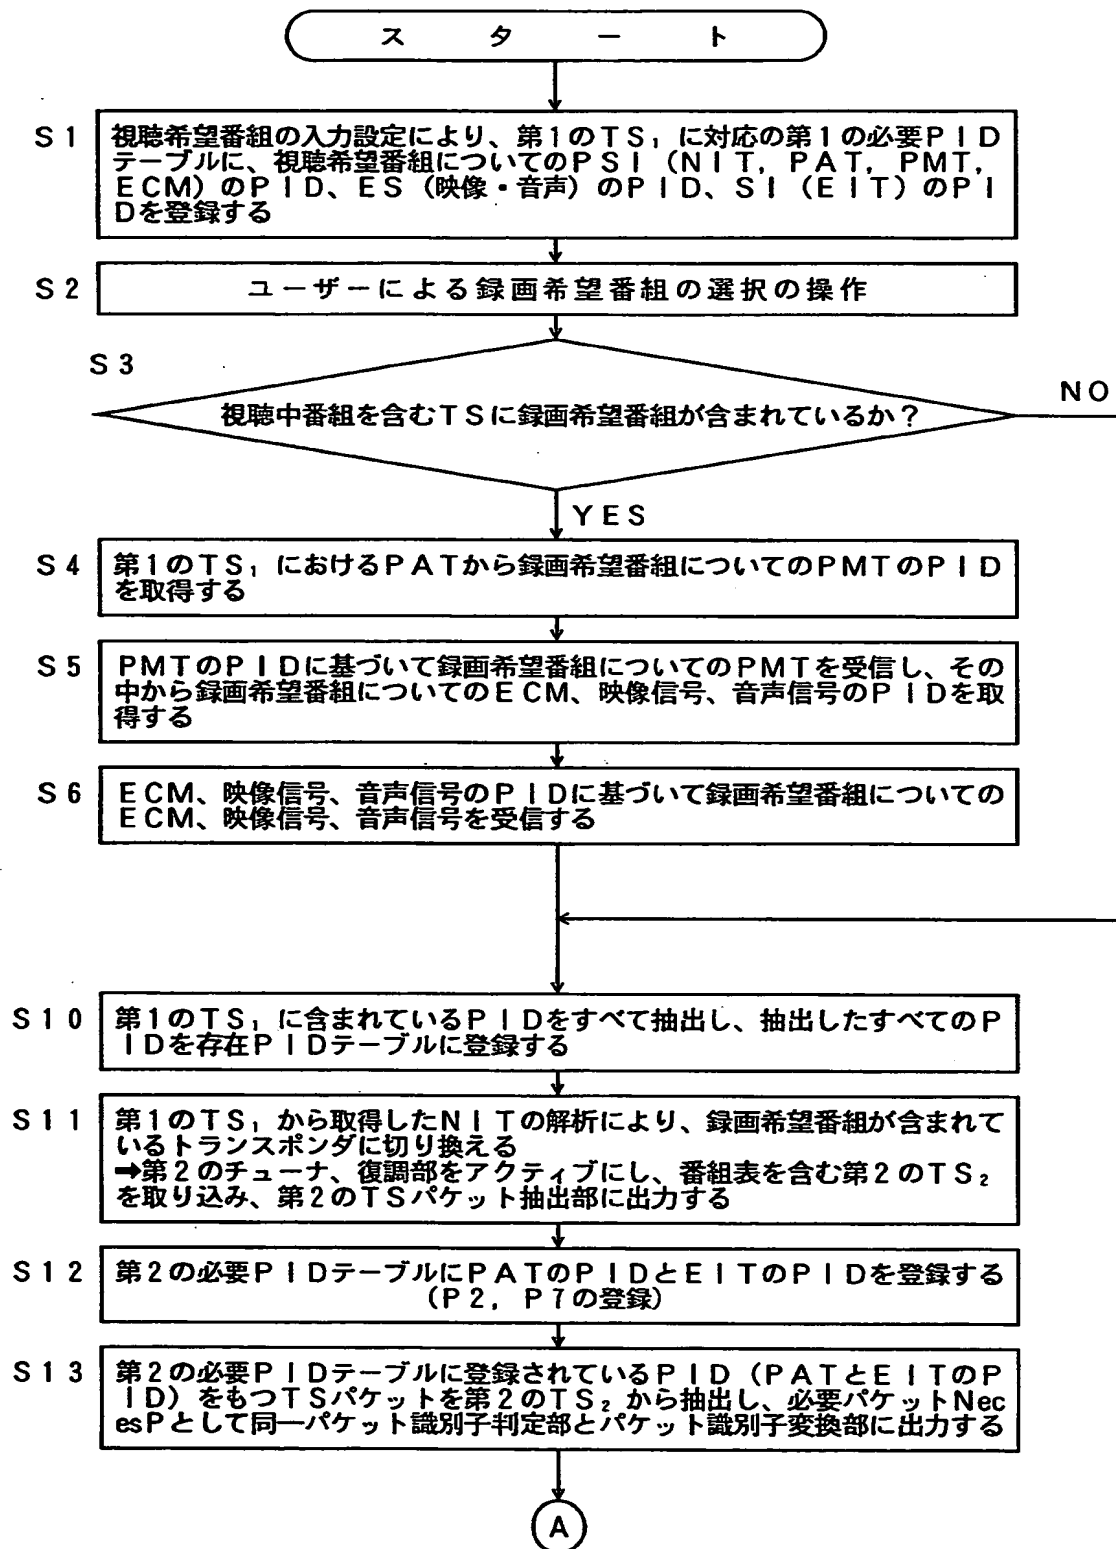 スタート
S1
視聴希望番組の入力設定により、第1のTS₁に対応の第1の必要PID
テーブルに、視聴希望番組についてのPSI(NIT, PAT, PMT,
ECM)のPID、ES(映像・音声)のPID、SI(EIT)のPI
Dを登録する
S2
ユーザーによる録画希望番組の選択の操作
S3
視聴中番組を含むTSに録画希望番組が含まれているか?
NO
YES
S4
第1のTS₁におけるPATから録画希望番組についてのPMTのPID
を取得する
S5
PMTのPIDに基づいて録画希望番組についてのPMTを受信し、その
中から録画希望番組についてのECM、映像信号、音声信号のPIDを取
得する
S6
ECM、映像信号、音声信号のPIDに基づいて録画希望番組についての
ECM、映像信号、音声信号を受信する
S10
第1のTS₁に含まれているPIDをすべて抽出し、抽出したすべてのP
IDを存在PIDテーブルに登録する
S11
第1のTS₁から取得したNITの解析により、録画希望番組が含まれて
いるトランスポンダに切り換える
➡第2のチューナ、復調部をアクティブにし、番組表を含む第2のTS₂
を取り込み、第2のTSパケット抽出部に出力する
S12
第2の必要PIDテーブルにPATのPIDとEITのPIDを登録する
(P2, P7の登録)
S13
第2の必要PIDテーブルに登録されているPID(PATとEITのP
ID)をもつTSパケットを第2のTS₂から抽出し、必要パケットNec
esPとして同一パケット識別子判定部とパケット識別子変換部に出力する
A